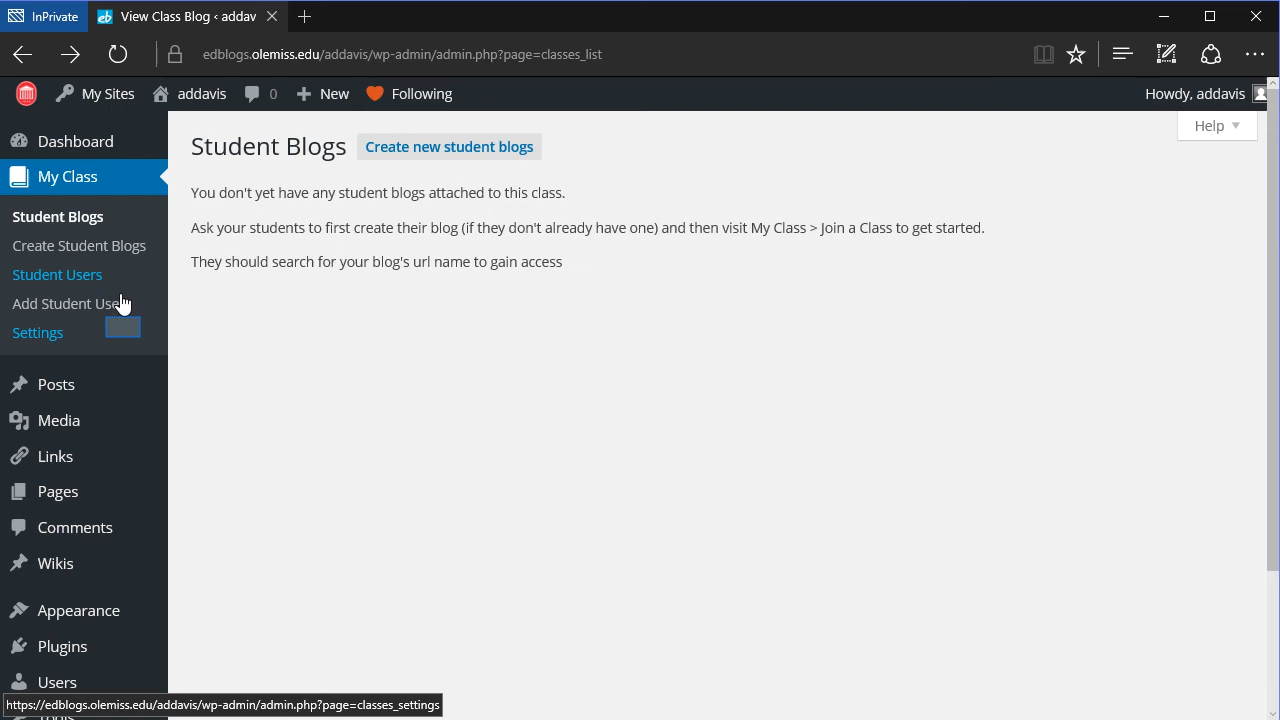 InPrivate
View Class Blog ‹ addav
edblogs.olemiss.edu/addavis/wp-admin/admin.php?page=classes_list
My Sites
addavis
0
New
Following
Howdy, addavis
Help
Dashboard
My Class
Student Blogs
Create Student Blogs
Student Users
Add Student
Settings
Posts
Media
Links
Pages
Comments
Wikis
Appearance
Plugins
Users
Student Blogs
Create new student blogs
You don't yet have any student blogs attached to this class.
Ask your students to first create their blog (if they don't already have one) and then visit My Class > Join a Class to get started.
They should search for your blog's url name to gain access
https://edblogs.olemiss.edu/addavis/wp-admin/admin.php?page=classes_settings